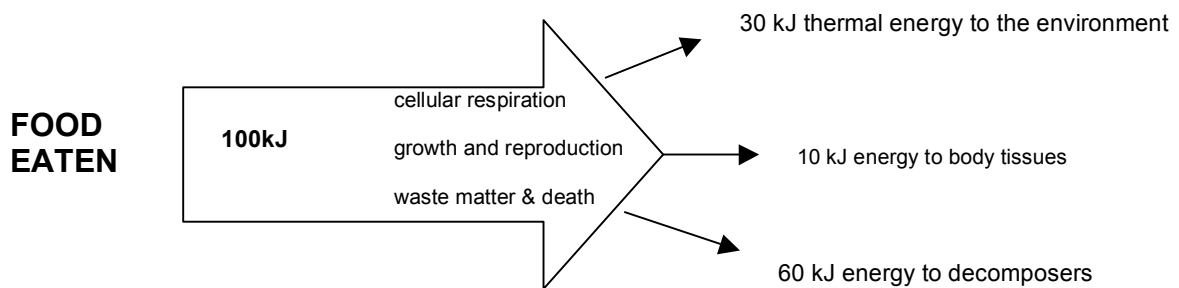 30 kJ thermal energy to the environment
cellular respiration
FOOD
EATEN
100kJ
growth and reproduction
10 kJ energy to body tissues
waste matter & death
60 kJ energy to decomposers